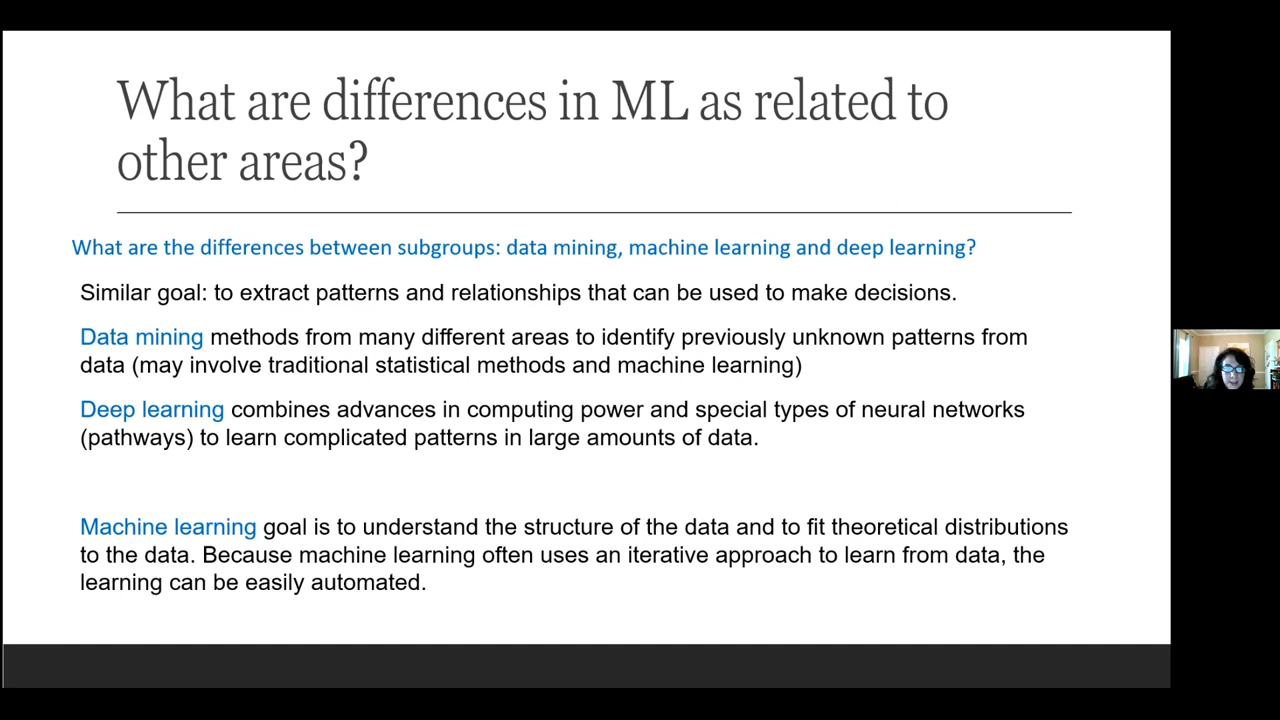 What are differences in ML as related to
other areas?
What are the differences between subgroups: data mining, machine learning and deep learning?
Similar goal: to extract patterns and relationships that can be used to make decisions.
Data mining methods from many different areas to identify previously unknown patterns from
data (may involve traditional statistical methods and machine learning)
Deep learning combines advances in computing power and special types of neural networks
(pathways) to learn complicated patterns in large amounts of data.
Machine learning goal is to understand the structure of the data and to fit theoretical distributions
to the data. Because machine learning often uses an iterative approach to learn from data, the
learning can be easily automated.